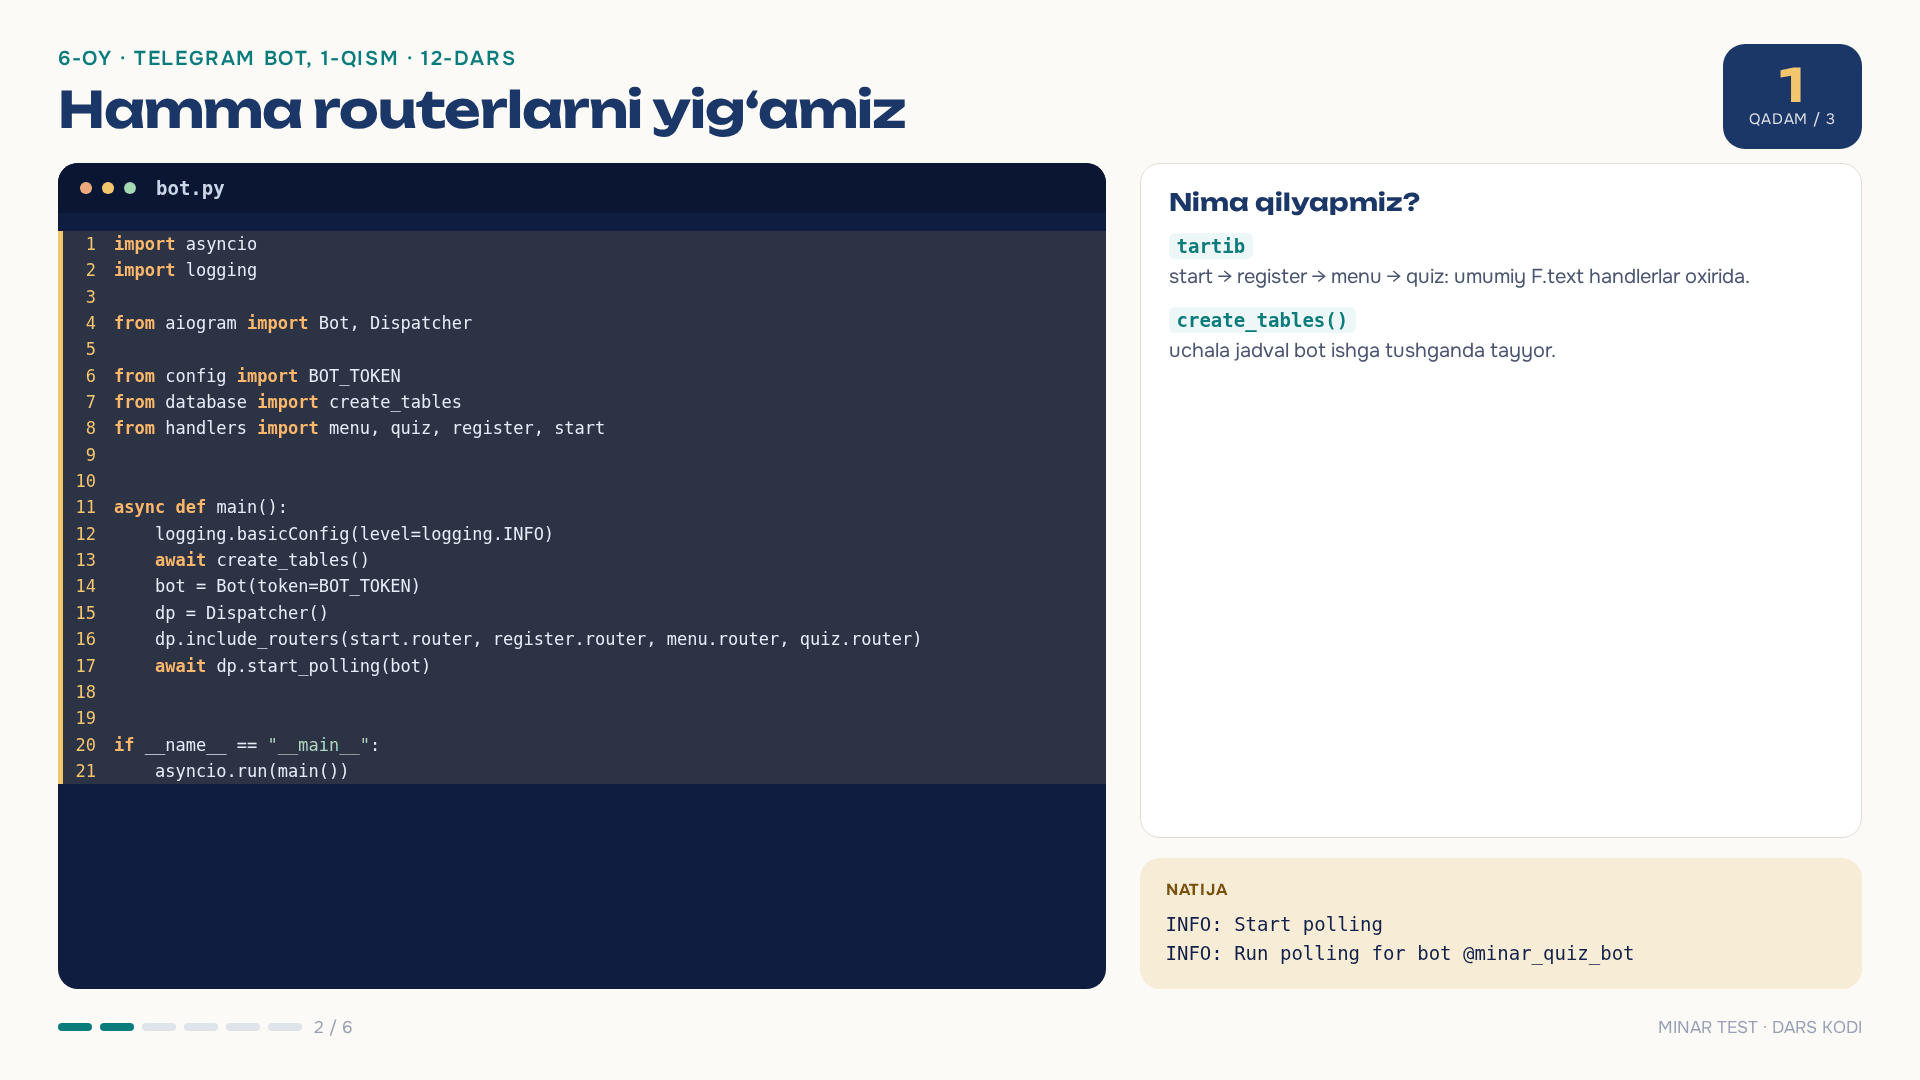 6-OY · TELEGRAM BOT, 1-QISM · 12-DARS
Hamma routerlarni yig‘amiz
1
QADAM / 3
bot.py
1 import asyncio
2 import logging
3
4 from aiogram import Bot, Dispatcher
5
6 from config import BOT_TOKEN
7 from database import create_tables
8 from handlers import menu, quiz, register, start
9
10
11 async def main():
12     logging.basicConfig(level=logging.INFO)
13     await create_tables()
14     bot = Bot(token=BOT_TOKEN)
15     dp = Dispatcher()
16     dp.include_routers(start.router, register.router, menu.router, quiz.router)
17     await dp.start_polling(bot)
18
19
20 if __name__ == "__main__":
21     asyncio.run(main())
Nima qilyapmiz?
tartib
start → register → menu → quiz: umumiy F.text handlerlar oxirida.
create_tables()
uchala jadval bot ishga tushganda tayyor.
NATIJA
INFO: Start polling
INFO: Run polling for bot @minar_quiz_bot
2 / 6
MINAR TEST · DARS KODI